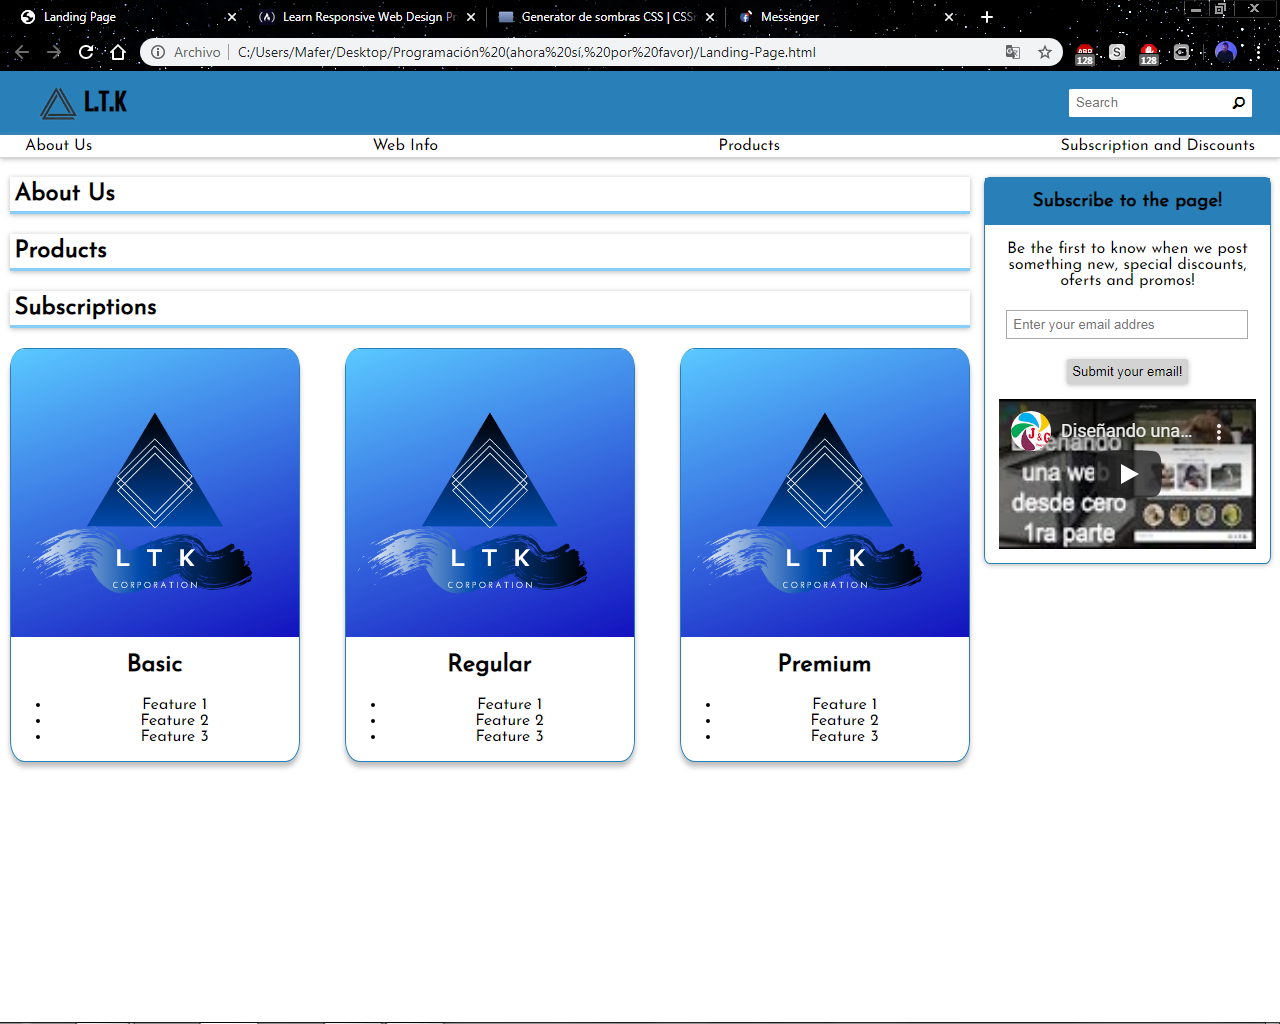 Landing Page
Learn Responsive Web Design Pr
Generator de sombras CSS | CSS
Messenger
Archivo
C:/Users/Mafer/Desktop/Programación%20(ahora%20sí,%20por%20favor)/Landing-Page.html
ABP
128
S
128
L.T.K
Search
About Us
Web Info
Products
Subscription and Discounts
About Us
Products
Subscriptions
L T K
CORPORATION
Basic
Feature 1
Feature 2
Feature 3
L T K
CORPORATION
Regular
Feature 1
Feature 2
Feature 3
L T K
CORPORATION
Premium
Feature 1
Feature 2
Feature 3
Subscribe to the page!
Be the first to know when we post
something new, special discounts,
oferts and promos!
Enter your email addres
Submit your email!
J&G
Diseñando una...
Diseñando
una web
desde cero
1ra parte